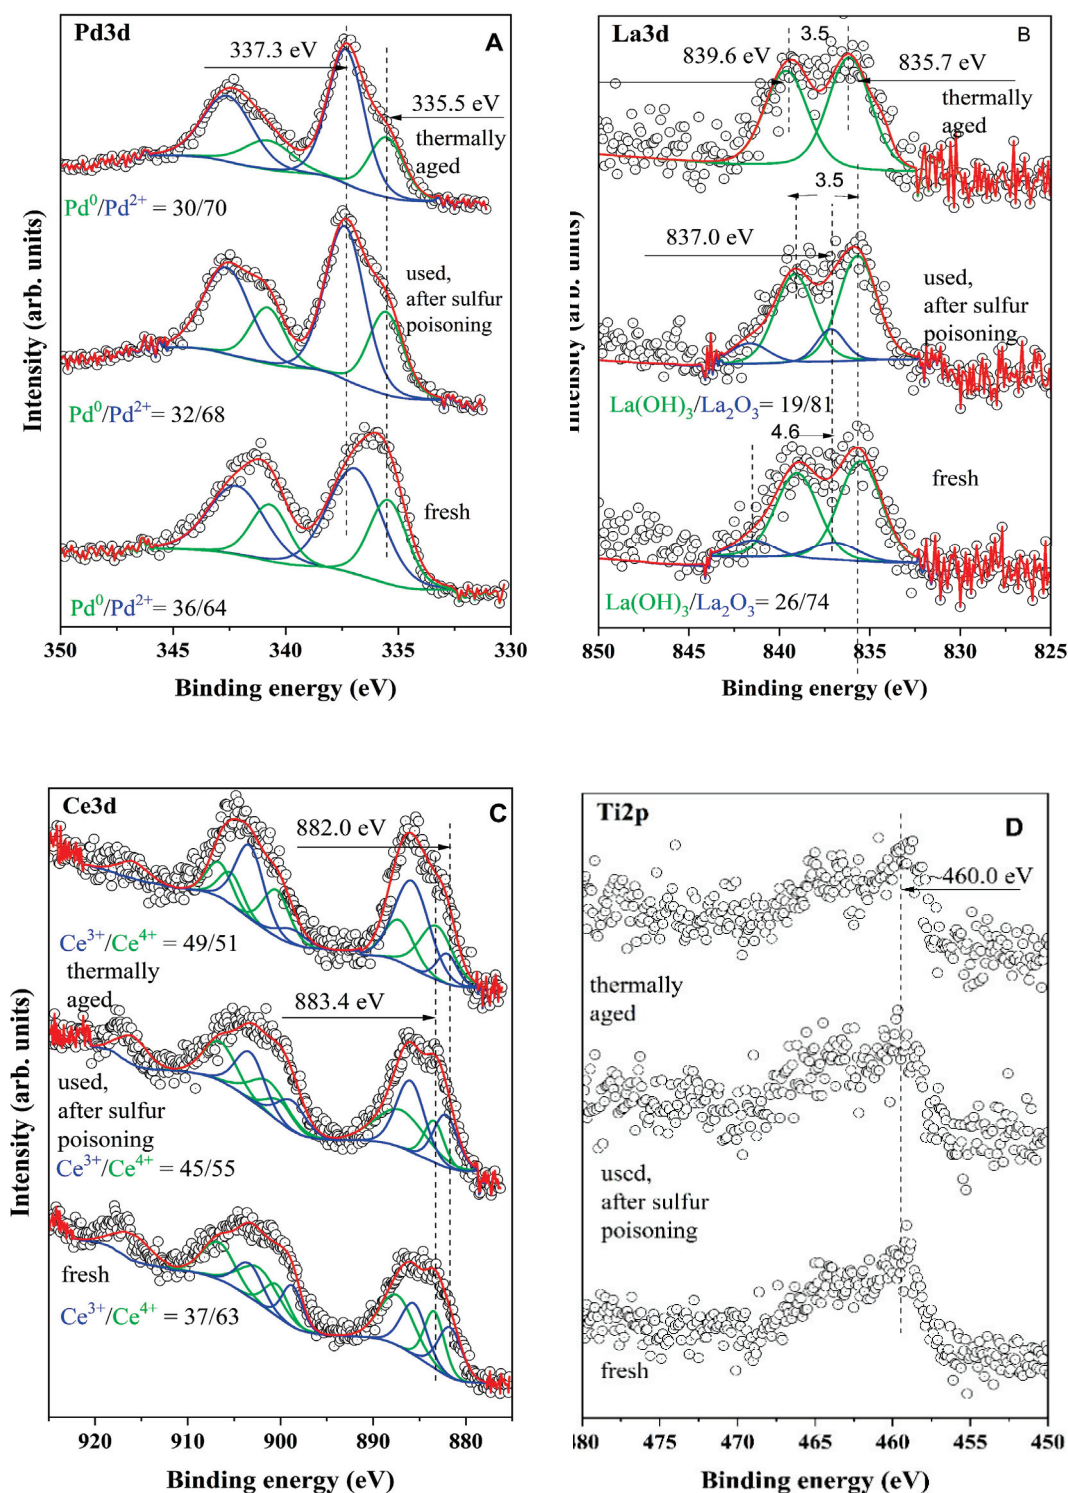 Pd3d
A
337.3 eV
335.5 eV
thermally
aged
Pd⁰/Pd²⁺ = 30/70
used,
after sulfur
poisoning
Pd⁰/Pd²⁺ = 32/68
fresh
Pd⁰/Pd²⁺ = 36/64
Intensity (arb. units)
350 345 340 335 330
Binding energy (eV)
La3d
B
3.5
839.6 eV
835.7 eV
thermally
aged
3.5
837.0 eV
used,
after sulfur
poisoning
La(OH)₃/La₂O₃= 19/81
4.6
fresh
La(OH)₃/La₂O₃= 26/74
Intensity (arb. units)
850 845 840 835 830 825
Binding energy (eV)
Ce3d
C
882.0 eV
Ce³⁺/Ce⁴⁺ = 49/51
thermally
aged
883.4 eV
used,
after sulfur
poisoning
Ce³⁺/Ce⁴⁺ = 45/55
fresh
Ce³⁺/Ce⁴⁺ = 37/63
Intensity (arb. units)
920 910 900 890 880
Binding energy (eV)
Ti2p
D
460.0 eV
thermally
aged
used,
after sulfur
poisoning
fresh
480 475 470 465 460 455 450
Binding energy (eV)